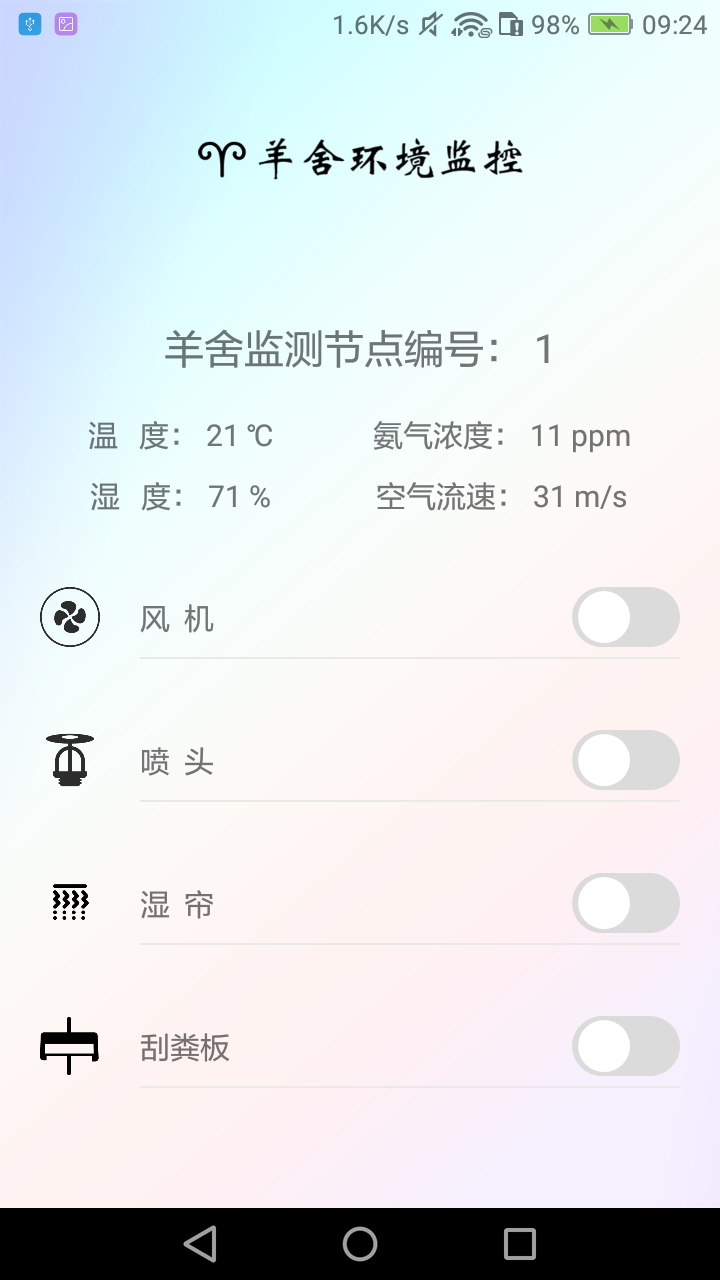 1.6K/s 98% 09:24
羊舍环境监控
羊舍监测节点编号： 1
温 度： 21 ℃ 氨气浓度： 11 ppm
湿 度： 71 % 空气流速： 31 m/s
风 机
喷 头
湿 帘
刮粪板